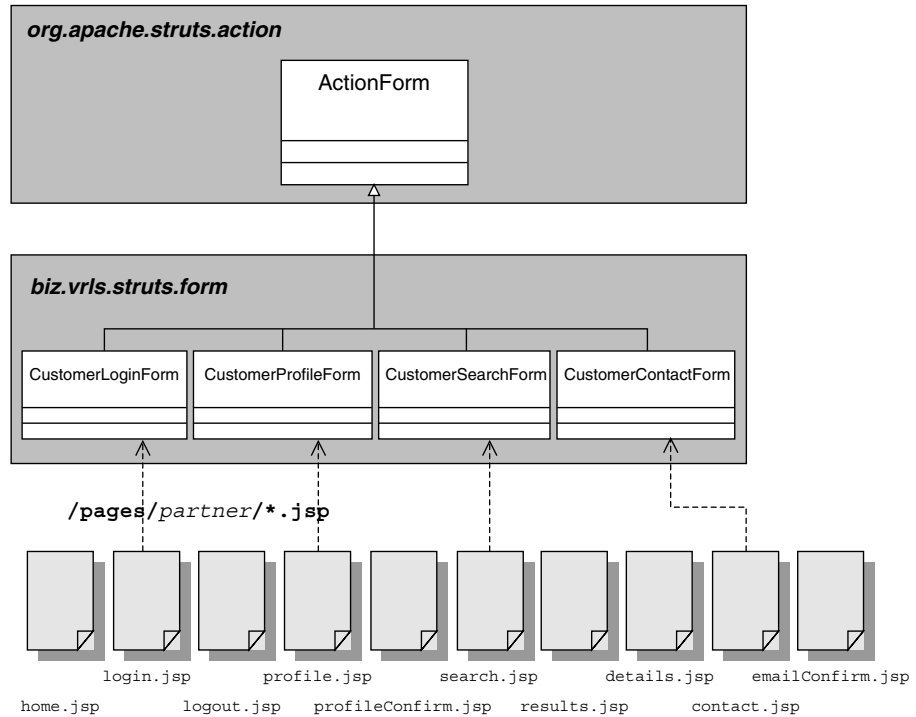 org.apache.struts.action
ActionForm
biz.vrls.struts.form
CustomerLoginForm
CustomerProfileForm
CustomerSearchForm
CustomerContactForm
/pages/partner/*.jsp
login.jsp
profile.jsp
search.jsp
details.jsp
emailConfirm.jsp
home.jsp
logout.jsp
profileConfirm.jsp
results.jsp
contact.jsp